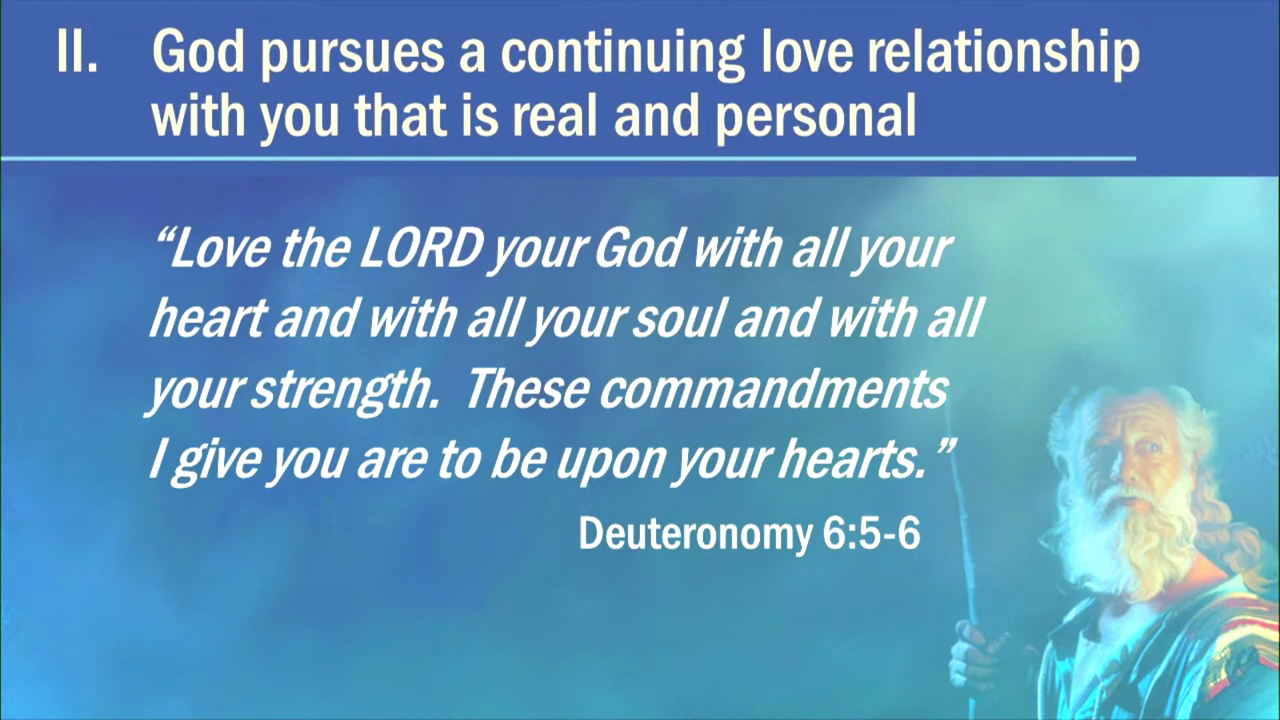 II. God pursues a continuing love relationship
with you that is real and personal
“Love the LORD your God with all your
heart and with all your soul and with all
your strength.  These commandments
I give you are to be upon your hearts.”
Deuteronomy 6:5-6